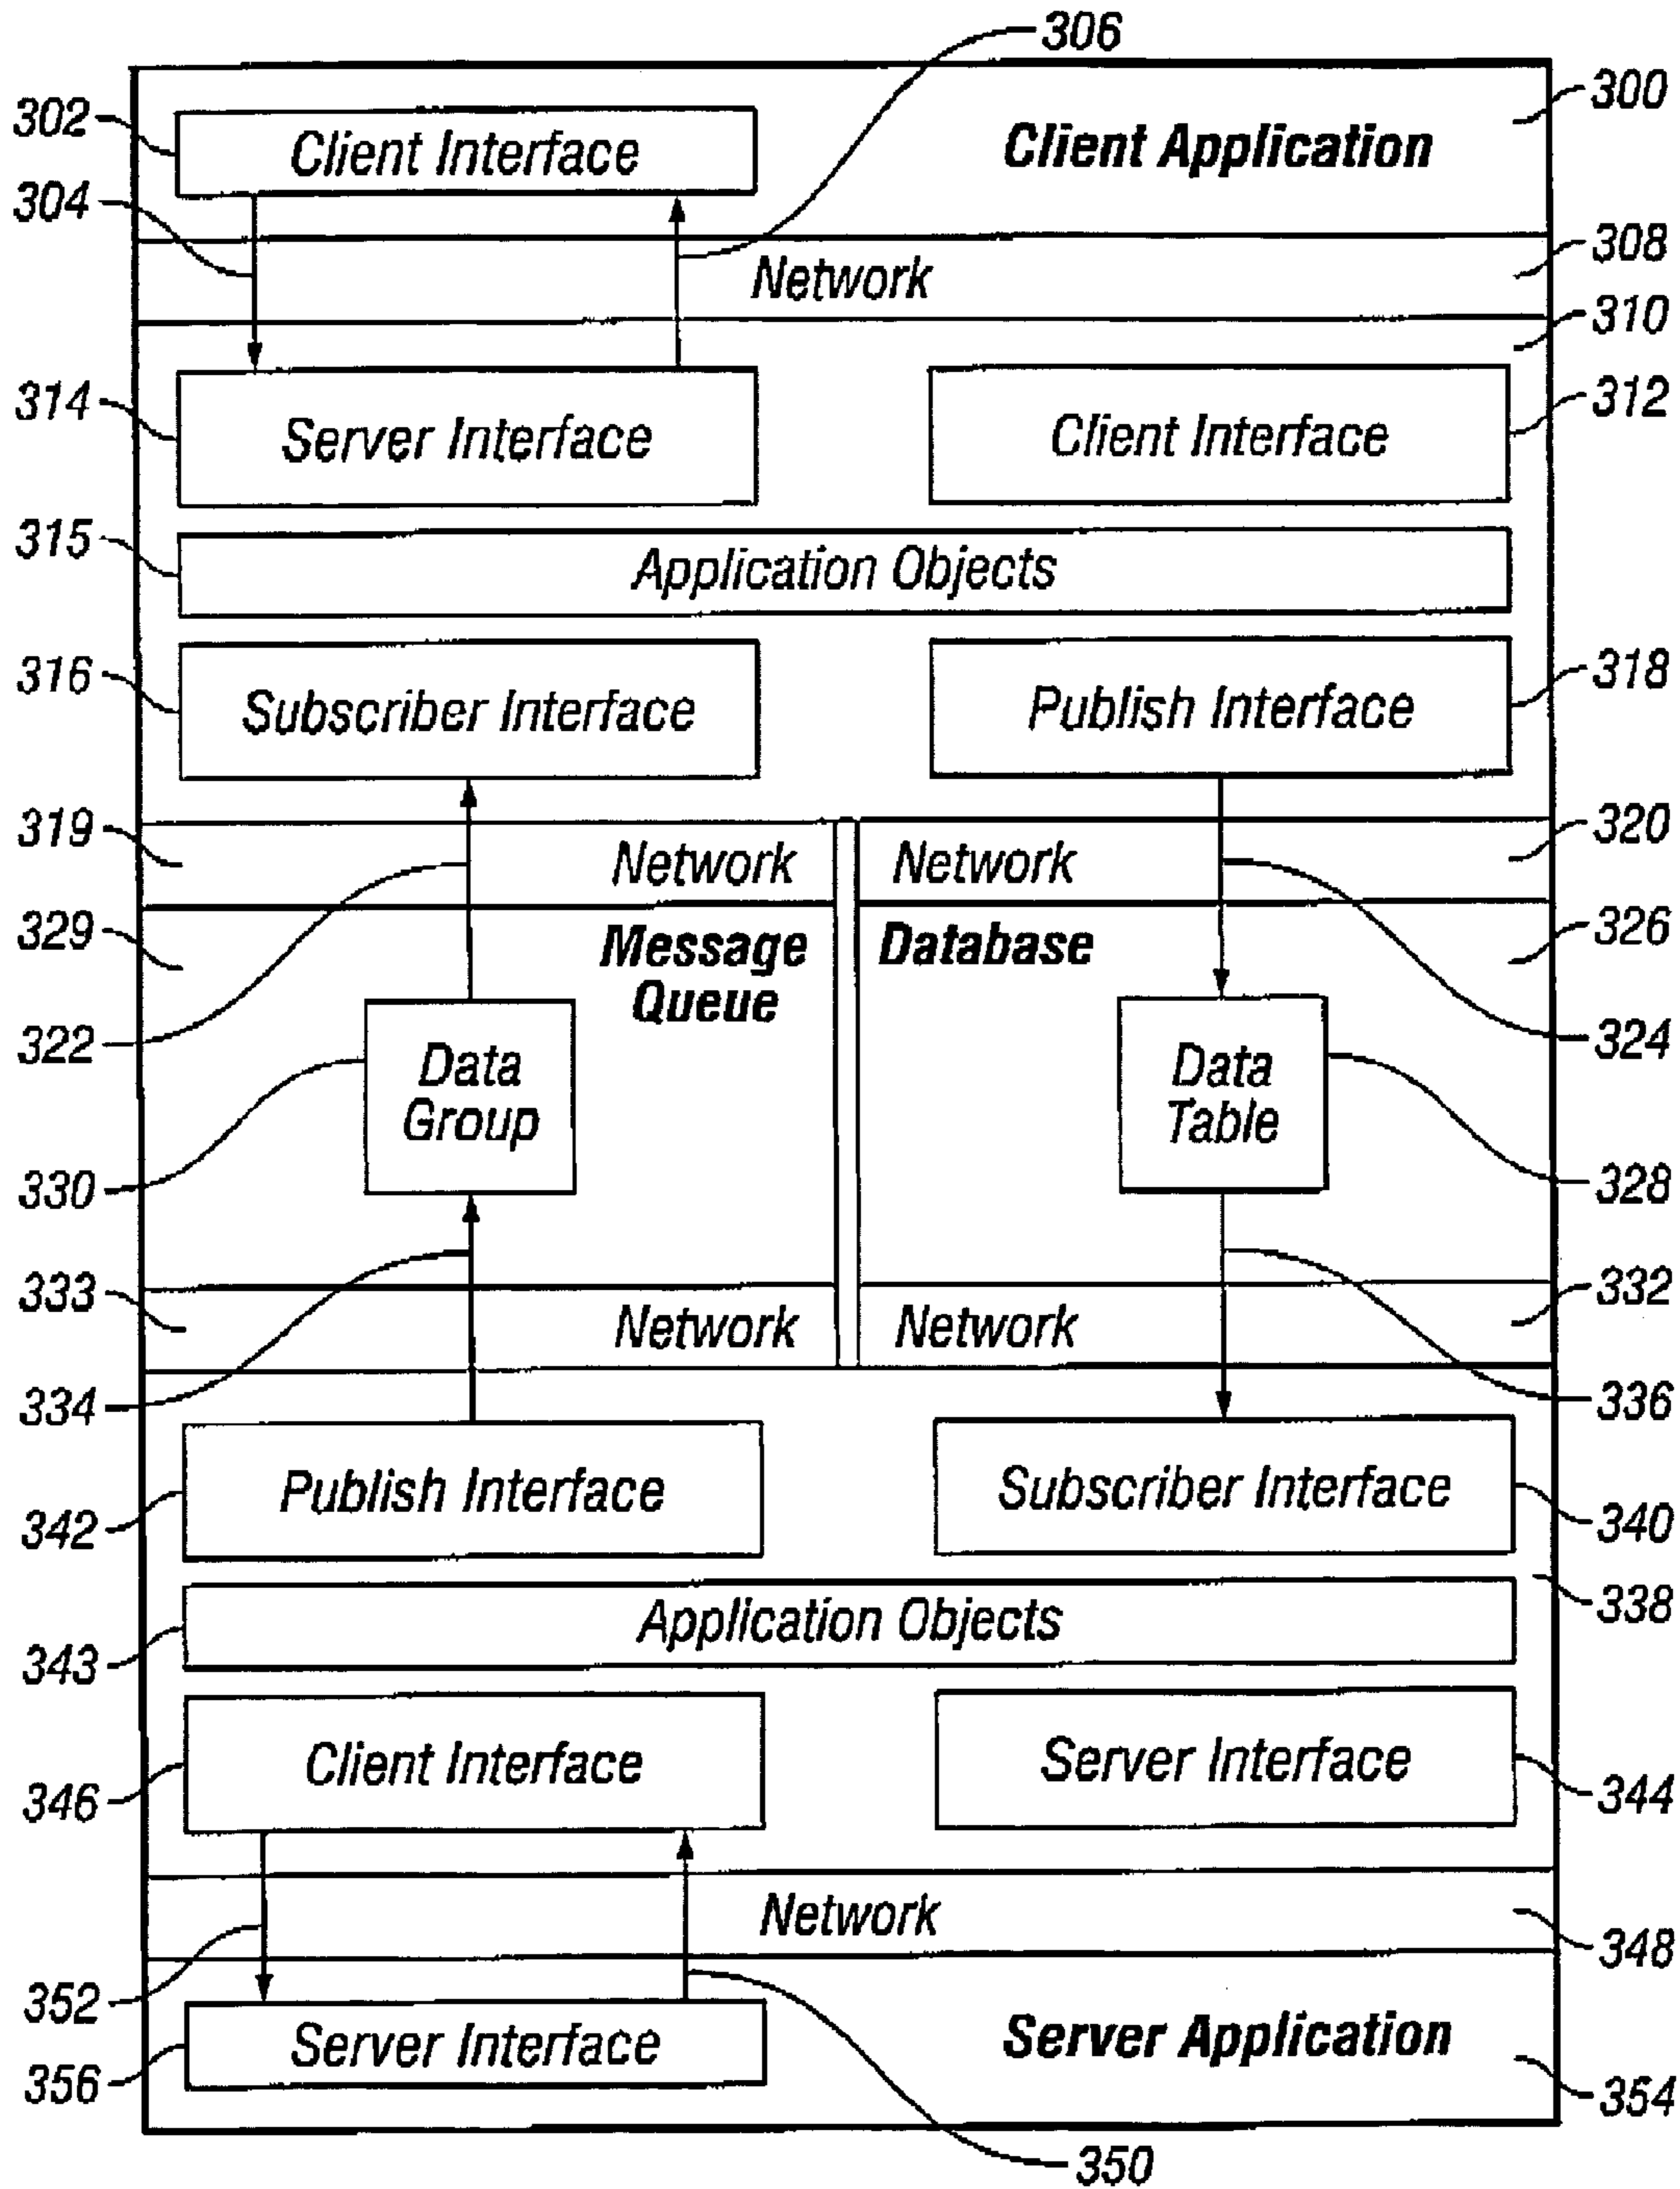 306
300
302
Client Interface
Client Application
304
308
Network
310
314
Server Interface
Client Interface
312
315
Application Objects
316
Subscriber Interface
Publish Interface
318
319
Network
Network
320
329
Message
Queue
Database
326
322
Data
Group
Data
Table
324
330
328
333
Network
Network
332
334
336
342
Publish Interface
Subscriber Interface
340
338
343
Application Objects
346
Client Interface
Server Interface
344
Network
348
352
Server Interface
Server Application
356
354
350